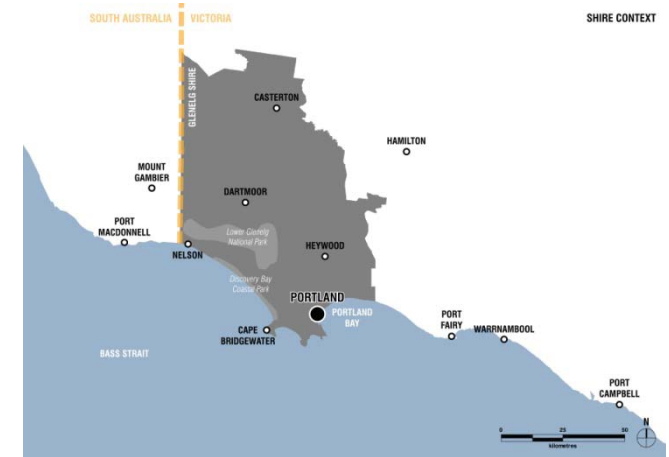 SOUTH AUSTRALIA VICTORIA
SHIRE CONTEXT
GLENELG SHIRE
CASTERTON
HAMILTON
MOUNT
GAMBIER
DARTMOOR
PORT
MACDONNELL
Lower Glenelg
National Park
NELSON
HEYWOOD
Discovery Bay
Coastal Park
PORTLAND
PORTLAND
BAY
CAPE
BRIDGEWATER
PORT
FAIRY
WARRNAMBOOL
BASS STRAIT
PORT
CAMPBELL
N
0 25 50
kilometres